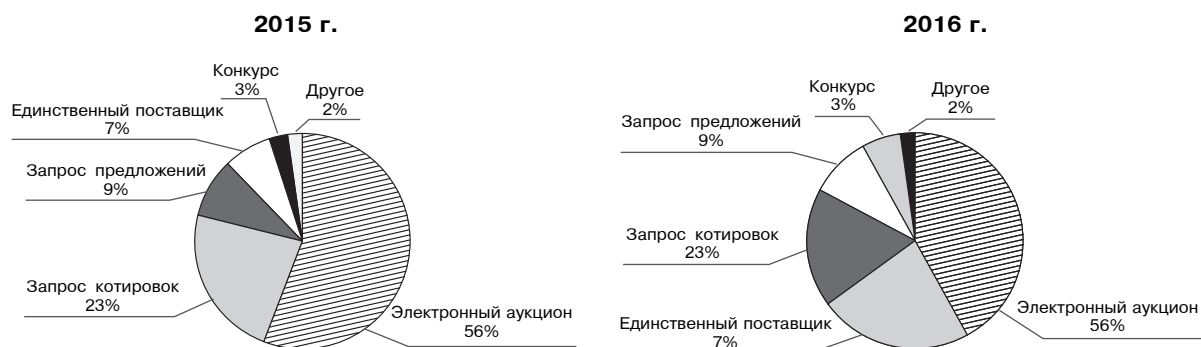 2015 г.
Конкурс
3%
Другое
2%
Единственный поставщик
7%
Запрос предложений
9%
Запрос котировок
23%
Электронный аукцион
56%
2016 г.
Конкурс
3%
Другое
2%
Запрос предложений
9%
Запрос котировок
23%
Единственный поставщик
7%
Электронный аукцион
56%